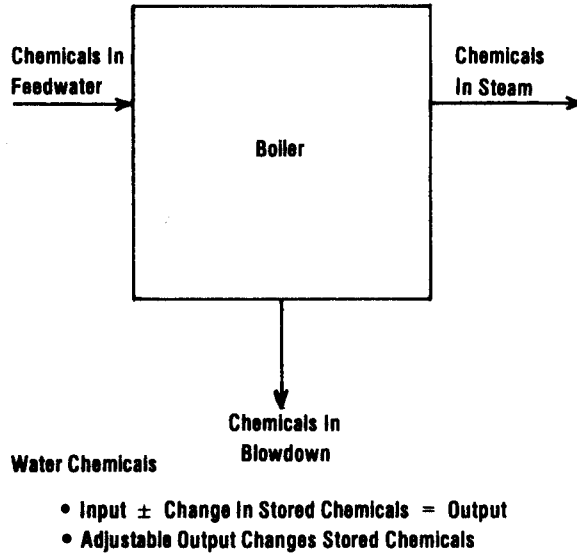 Chemicals In
Feedwater
Chemicals
In Steam
Boiler
Chemicals In
Blowdown
Water Chemicals
• Input ± Change In Stored Chemicals = Output
• Adjustable Output Changes Stored Chemicals